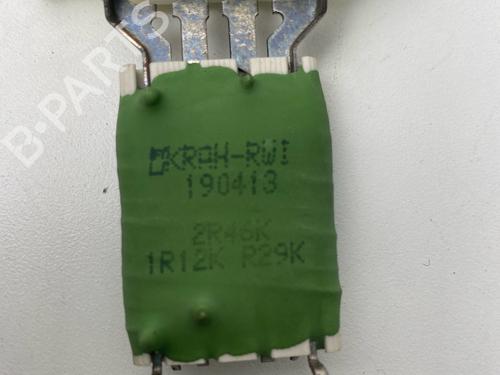 B-PARTS
KRAH-RWI
190413
2R46K
1R12K R29K